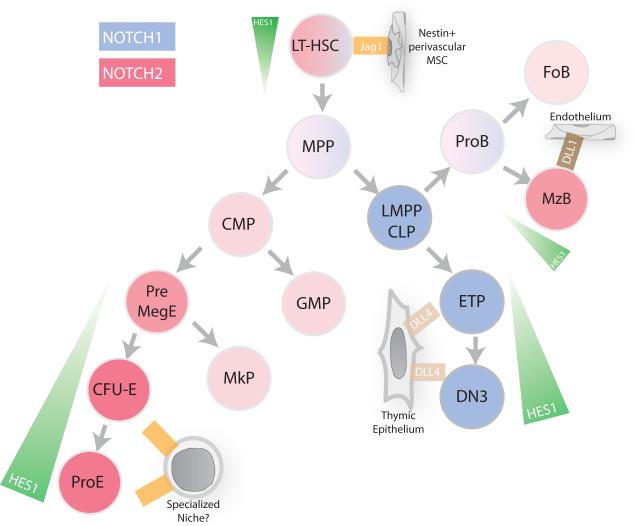 NOTCH1
NOTCH2
HES1
LT-HSC
Jag1
Nestin+
perivascular
MSC
FoB
Endothelium
DLL1
MPP
ProB
MzB
HES1
CMP
LMPP
CLP
Pre
MegE
GMP
ETP
DLL4
DLL4
Thymic
Epithelium
DN3
HES1
MkP
CFU-E
ProE
HES1
Specialized
Niche?